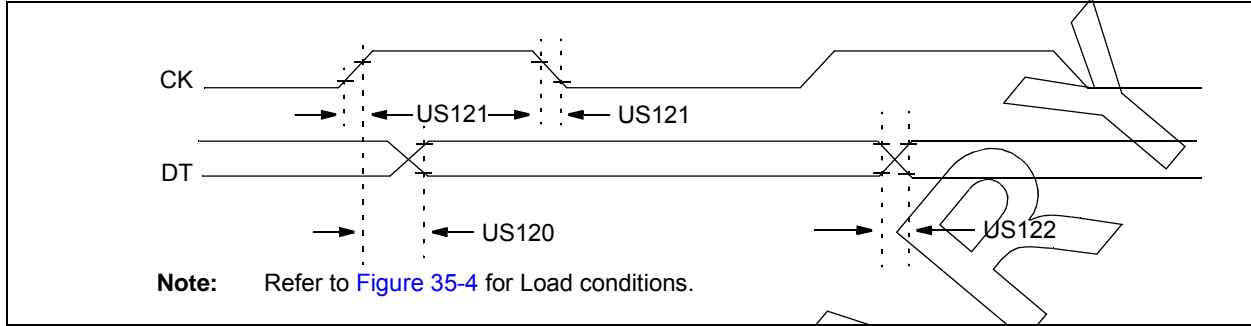 CK
US121 US121
DT
US120 US122
Note: Refer to Figure 35-4 for Load conditions.